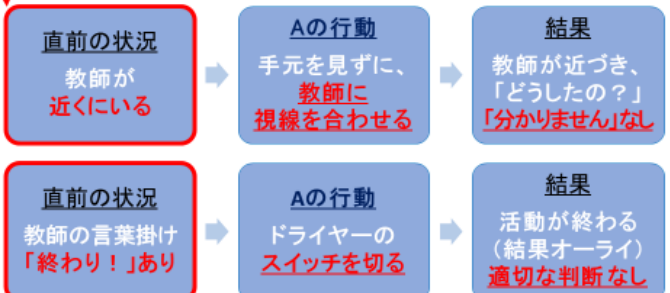 直前の状況
教師が
近くにいる
Aの行動
手元を見ずに、
教師に
視線を合わせる
結果
教師が近づき、
「どうしたの？」
「分かりません」なし
直前の状況
教師の言葉掛け
「終わり！」あり
Aの行動
ドライヤーの
スイッチを切る
結果
活動が終わる
（結果オーライ）
適切な判断なし